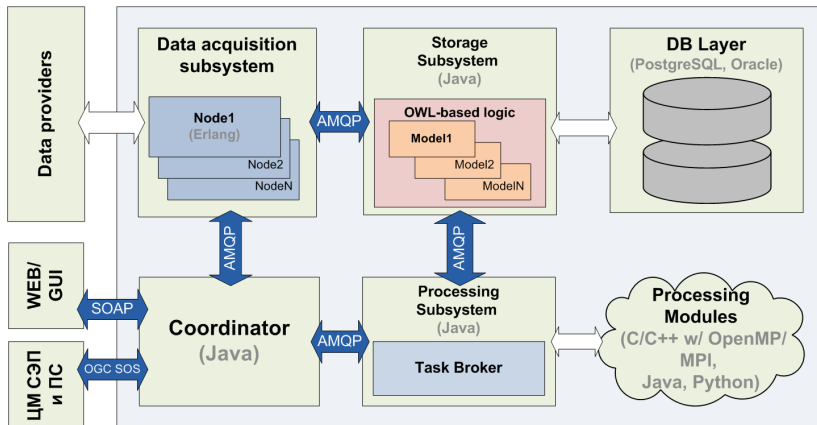 Data providers
Data acquisition
subsystem
Node1
(Erlang)
Node2
NodeN
AMQP
Storage
Subsystem
(Java)
OWL-based logic
Model1
Model2
ModelN
DB Layer
(PostgreSQL, Oracle)
AMQP
AMQP
WEB/
GUI
SOAP
ЦМ СЭП
и ПС
OGC SOS
Coordinator
(Java)
AMQP
Processing
Subsystem
(Java)
Task Broker
Processing
Modules
(C/C++ w/ OpenMP/
MPI,
Java, Python)